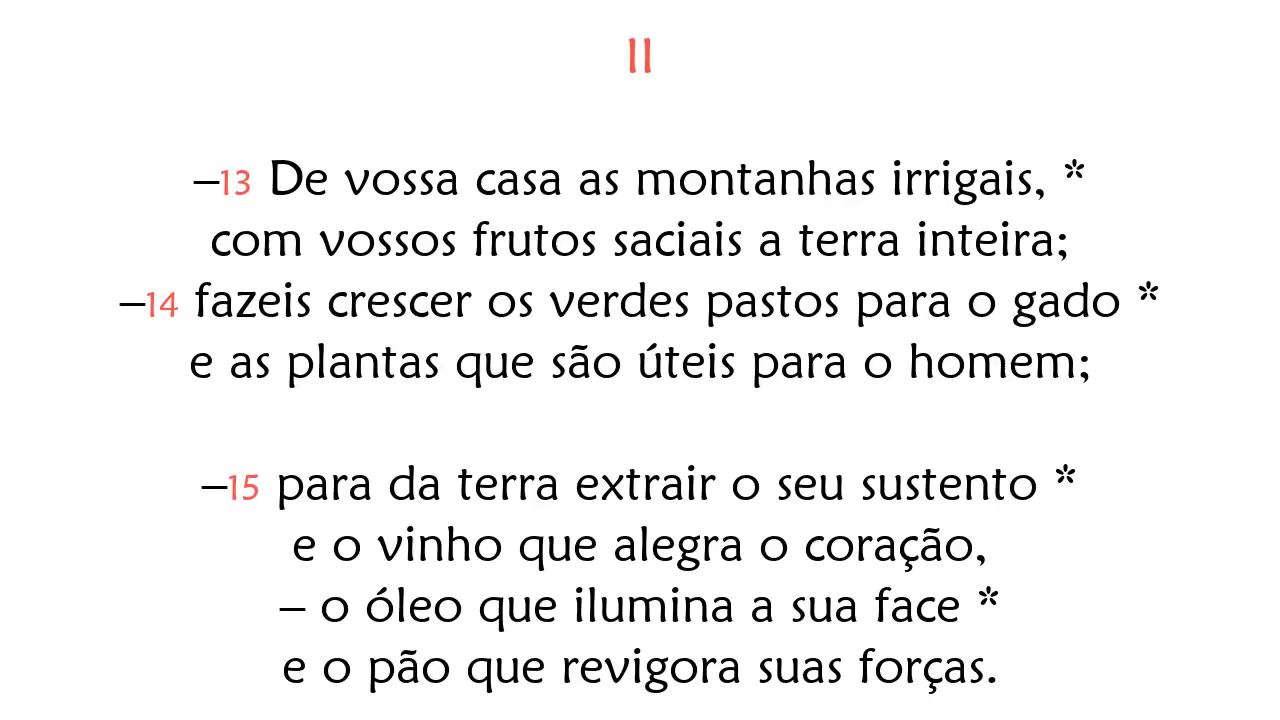 II
–13 De vossa casa as montanhas irrigais, *
com vossos frutos saciais a terra inteira;
–14 fazeis crescer os verdes pastos para o gado *
e as plantas que são úteis para o homem;
–15 para da terra extrair o seu sustento *
e o vinho que alegra o coração,
– o óleo que ilumina a sua face *
e o pão que revigora suas forças.